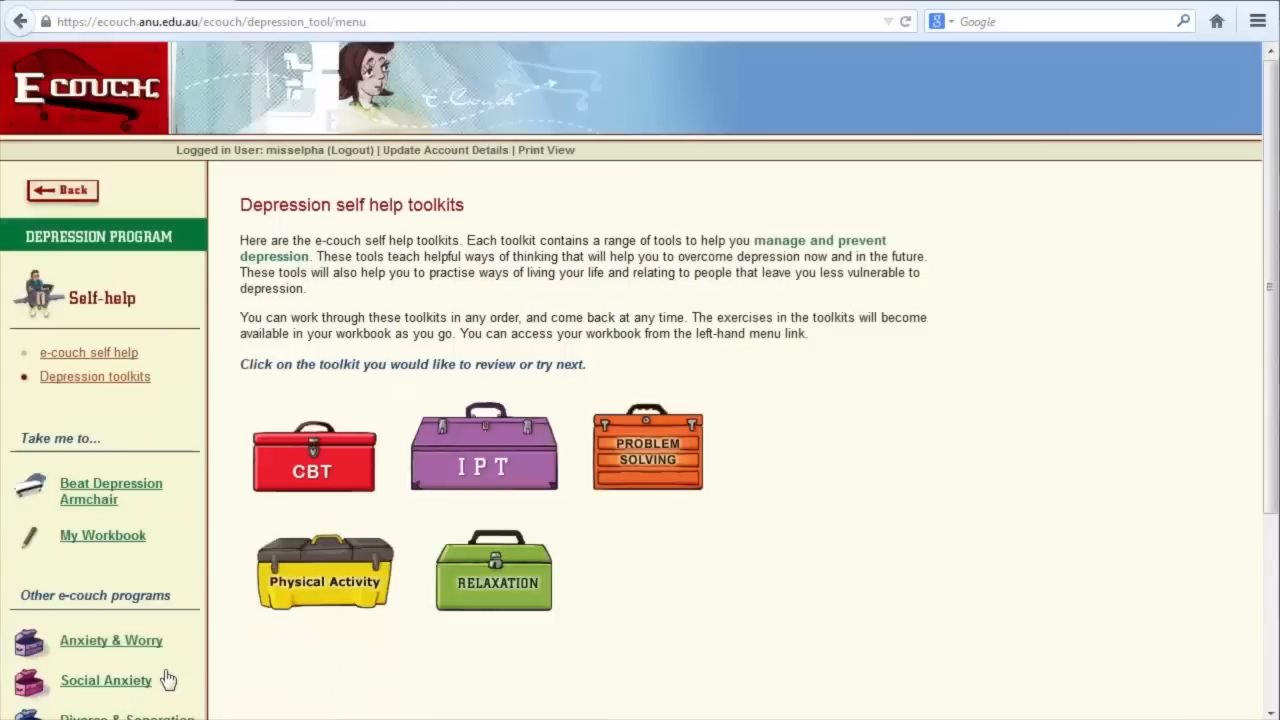 https://ecouch.anu.edu.au/ecouch/depression_tool/menu
Google
E COUCH
E-Couch
Logged in User: misselpha (Logout) | Update Account Details | Print View
Back
DEPRESSION PROGRAM
Self-help
e-couch self help
Depression toolkits
Take me to...
Beat Depression
Armchair
My Workbook
Other e-couch programs
Anxiety & Worry
Social Anxiety
Divorce & Separation
Depression self help toolkits
Here are the e-couch self help toolkits. Each toolkit contains a range of tools to help you manage and prevent
depression. These tools teach helpful ways of thinking that will help you to overcome depression now and in the future.
These tools will also help you to practise ways of living your life and relating to people that leave you less vulnerable to
depression.
You can work through these toolkits in any order, and come back at any time. The exercises in the toolkits will become
available in your workbook as you go. You can access your workbook from the left-hand menu link.
Click on the toolkit you would like to review or try next.
CBT
IPT
PROBLEM
SOLVING
Physical Activity
RELAXATION